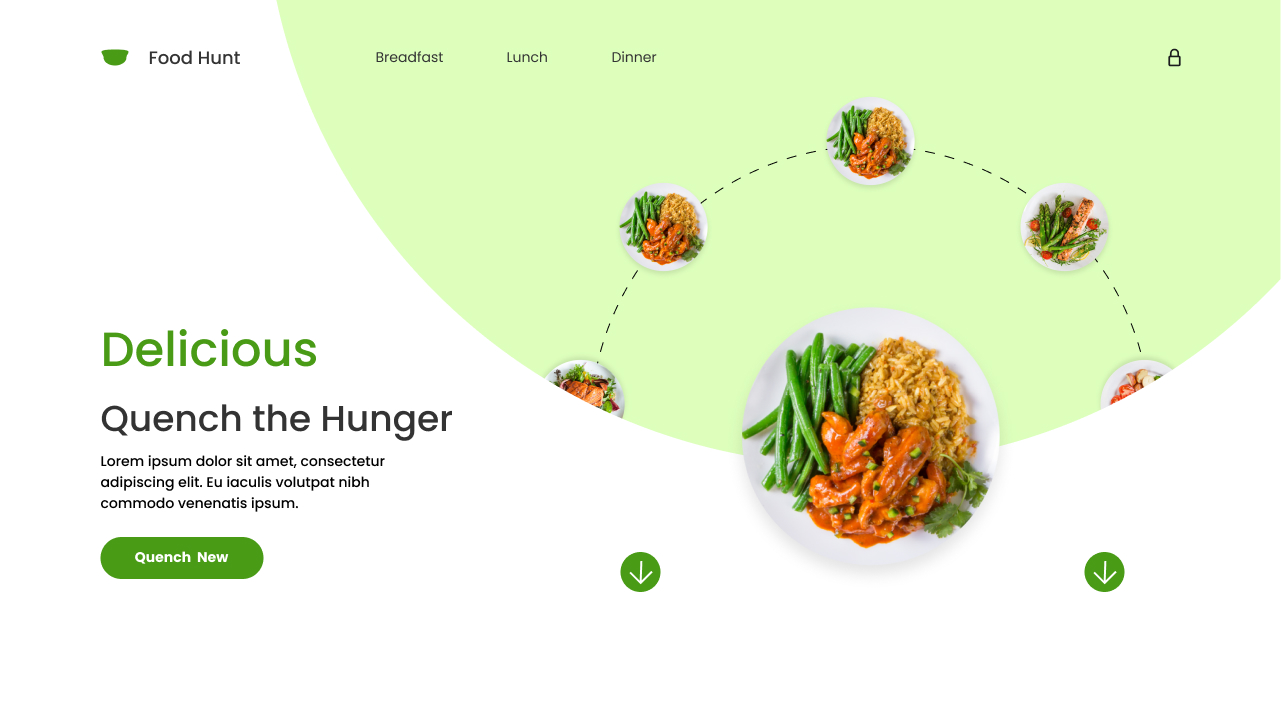 Food Hunt
Breadfast
Lunch
Dinner
Delicious
Quench the Hunger
Lorem ipsum dolor sit amet, consectetur
adipiscing elit. Eu iaculis volutpat nibh
commodo venenatis ipsum.
Quench New